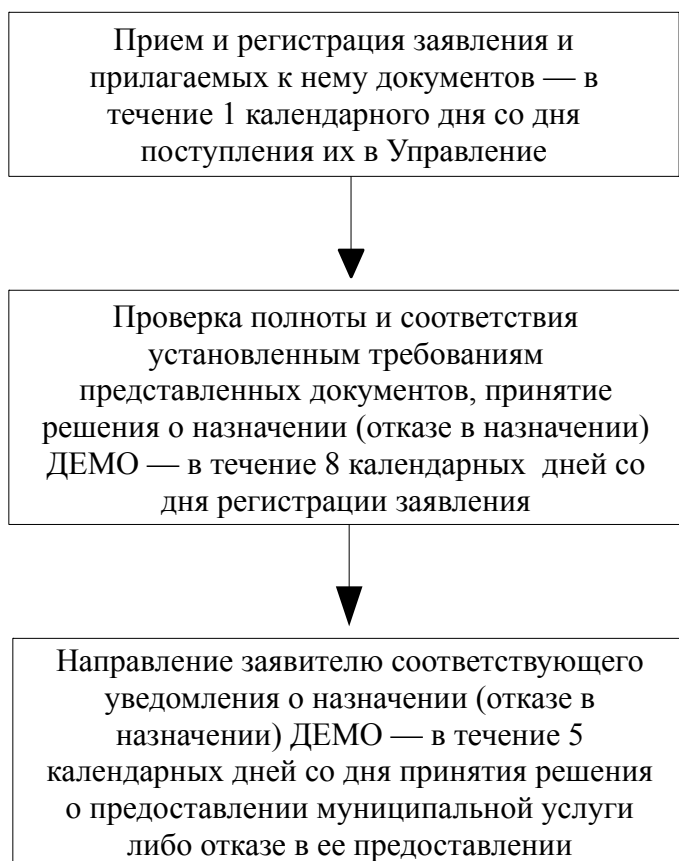 Прием и регистрация заявления и
прилагаемых к нему документов — в
течение 1 календарного дня со дня
поступления их в Управление
Проверка полноты и соответствия
установленным требованиям
представленных документов, принятие
решения о назначении (отказе в назначении)
ДЕМО — в течение 8 календарных  дней со
дня регистрации заявления
Направление заявителю соответствующего
уведомления о назначении (отказе в
назначении) ДЕМО — в течение 5
календарных дней со дня принятия решения
о предоставлении муниципальной услуги
либо отказе в ее предоставлении